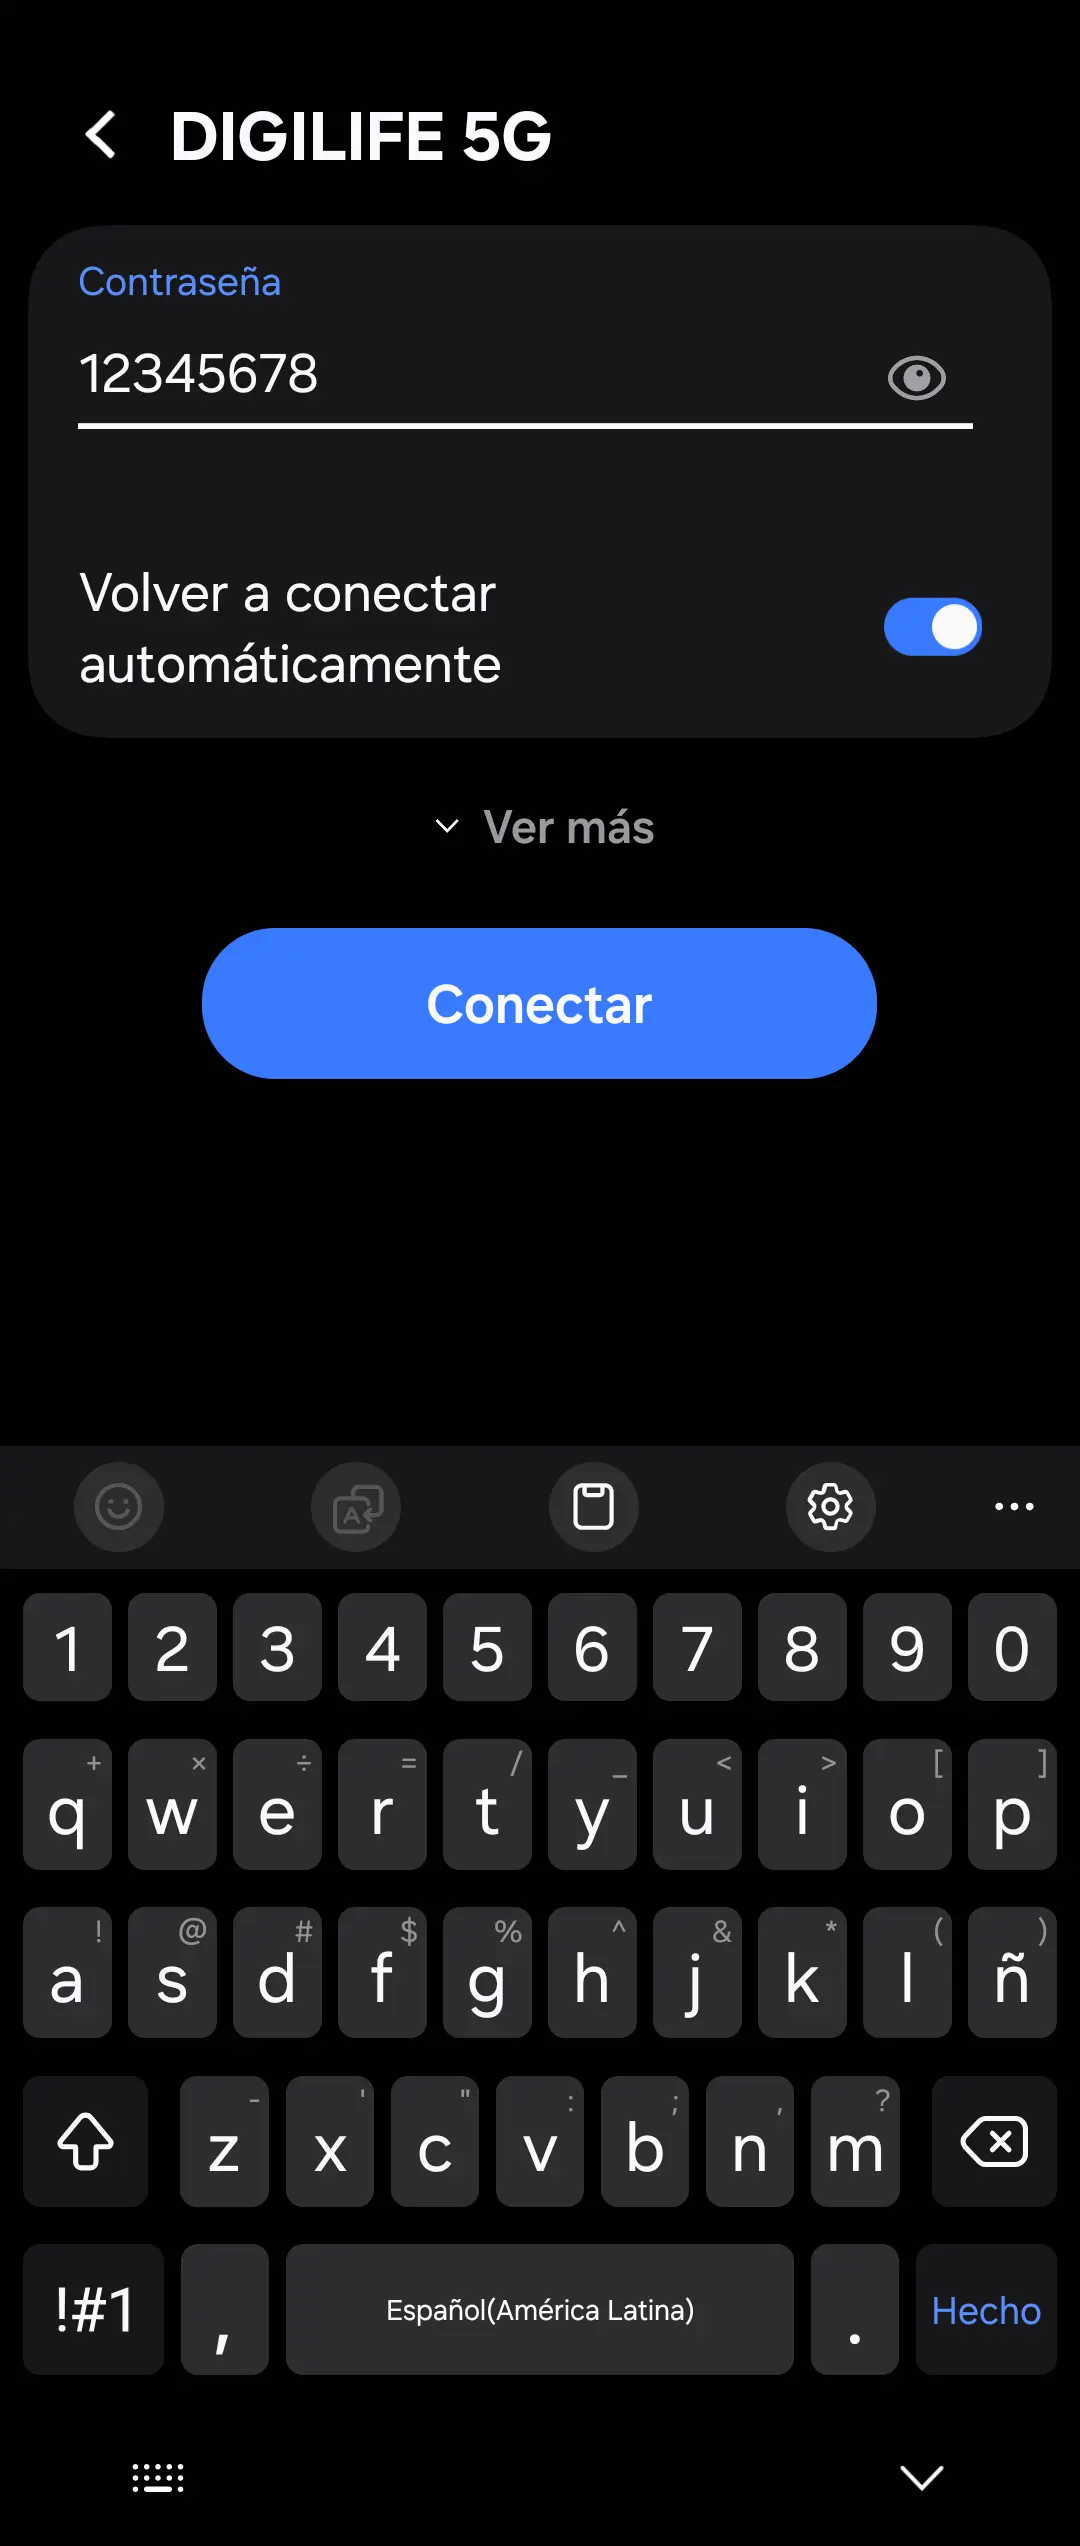 DIGILIFE 5G
Contraseña
12345678
Volver a conectar
automáticamente
Ver más
Conectar
1 2 3 4 5 6 7 8 9 0
+ × ÷ = / _ < > [ ]
q w e r t y u i o p
! @ # $ % ^ & * ( )
a s d f g h j k l ñ
- ' " : ; , ?
z x c v b n m
!#1 , Español(América Latina) . Hecho